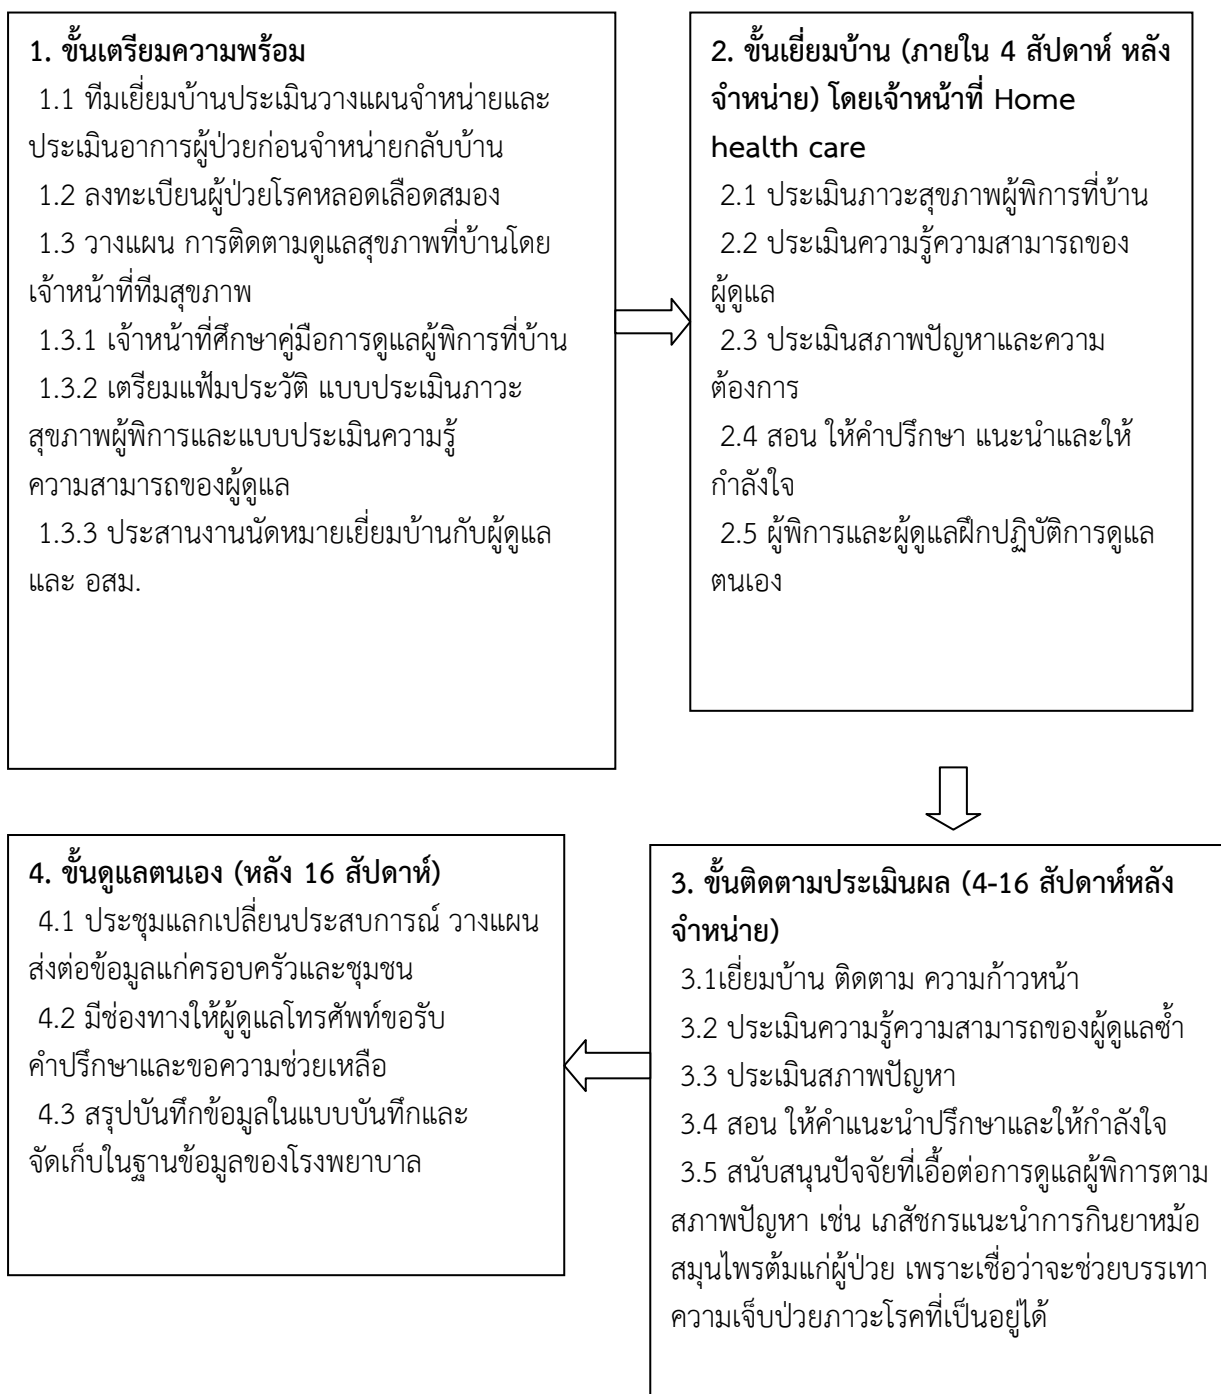 1. ขั้นเตรียมความพร้อม
1.1 ทีมเยี่ยมบ้านประเมินวางแผนจำหน่ายและ
ประเมินอาการผู้ป่วยก่อนจำหน่ายกลับบ้าน
1.2 ลงทะเบียนผู้ป่วยโรคหลอดเลือดสมอง
1.3 วางแผน การติดตามดูแลสุขภาพที่บ้านโดย
เจ้าหน้าที่ทีมสุขภาพ
1.3.1 เจ้าหน้าที่ศึกษาคู่มือการดูแลผู้พิการที่บ้าน
1.3.2 เตรียมแฟ้มประวัติ แบบประเมินภาวะ
สุขภาพผู้พิการและแบบประเมินความรู้
ความสามารถของผู้ดูแล
1.3.3 ประสานงานนัดหมายเยี่ยมบ้านกับผู้ดูแล
และ อสม.
2. ขั้นเยี่ยมบ้าน (ภายใน 4 สัปดาห์ หลัง
จำหน่าย) โดยเจ้าหน้าที่ Home
health care
2.1 ประเมินภาวะสุขภาพผู้พิการที่บ้าน
2.2 ประเมินความรู้ความสามารถของ
ผู้ดูแล
2.3 ประเมินสภาพปัญหาและความ
ต้องการ
2.4 สอน ให้คำปรึกษา แนะนำและให้
กำลังใจ
2.5 ผู้พิการและผู้ดูแลฝึกปฏิบัติการดูแล
ตนเอง
3. ขั้นติดตามประเมินผล (4-16 สัปดาห์หลัง
จำหน่าย)
3.1เยี่ยมบ้าน ติดตาม ความก้าวหน้า
3.2 ประเมินความรู้ความสามารถของผู้ดูแลซ้ำ
3.3 ประเมินสภาพปัญหา
3.4 สอน ให้คำแนะนำปรึกษาและให้กำลังใจ
3.5 สนับสนุนปัจจัยที่เอื้อต่อการดูแลผู้พิการตาม
สภาพปัญหา เช่น เภสัชกรแนะนำการกินยาหม้อ
สมุนไพรต้มแก่ผู้ป่วย เพราะเชื่อว่าจะช่วยบรรเทา
ความเจ็บป่วยภาวะโรคที่เป็นอยู่ได้
4. ขั้นดูแลตนเอง (หลัง 16 สัปดาห์)
4.1 ประชุมแลกเปลี่ยนประสบการณ์ วางแผน
ส่งต่อข้อมูลแก่ครอบครัวและชุมชน
4.2 มีช่องทางให้ผู้ดูแลโทรศัพท์ขอรับ
คำปรึกษาและขอความช่วยเหลือ
4.3 สรุปบันทึกข้อมูลในแบบบันทึกและ
จัดเก็บในฐานข้อมูลของโรงพยาบาล